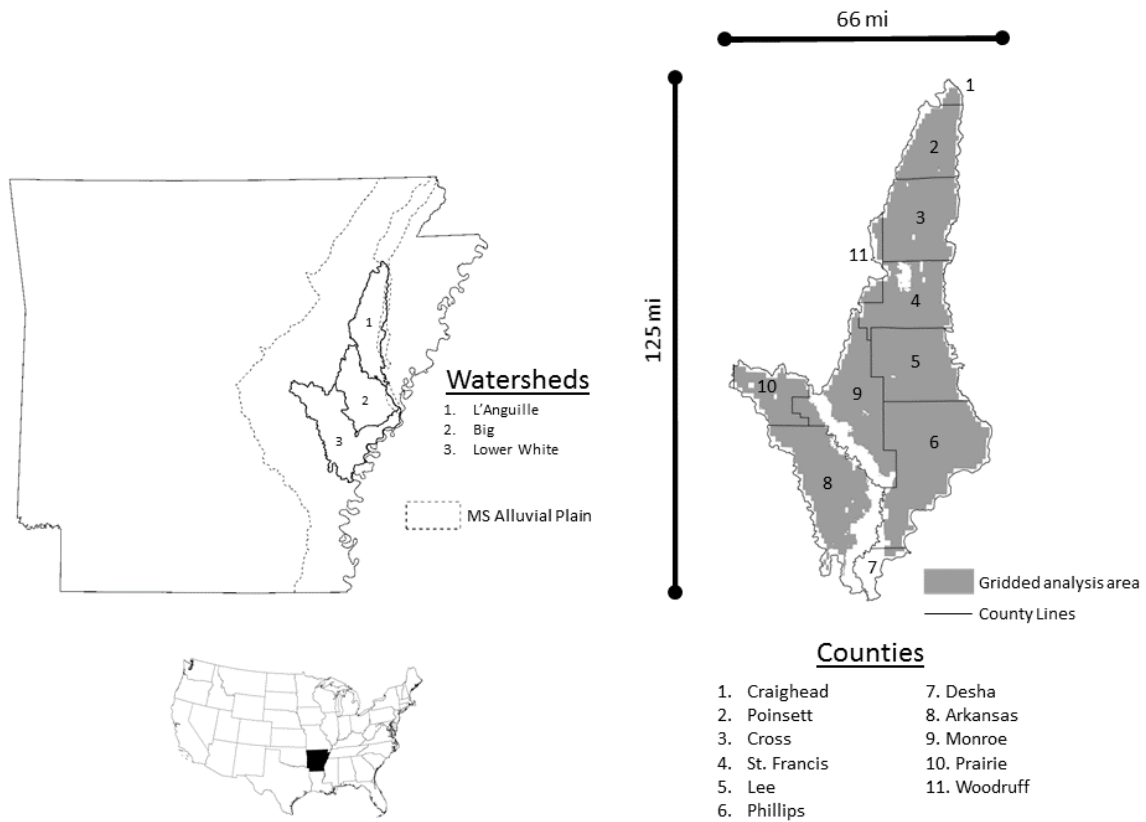 66 mi
125 mi
1
2
3
11
4
5
10
9
6
8
7
Gridded analysis area
County Lines
1
2
3
Watersheds
1. L'Anguille
2. Big
3. Lower White
MS Alluvial Plain
Counties
1. Craighead
2. Poinsett
3. Cross
4. St. Francis
5. Lee
6. Phillips
7. Desha
8. Arkansas
9. Monroe
10. Prairie
11. Woodruff